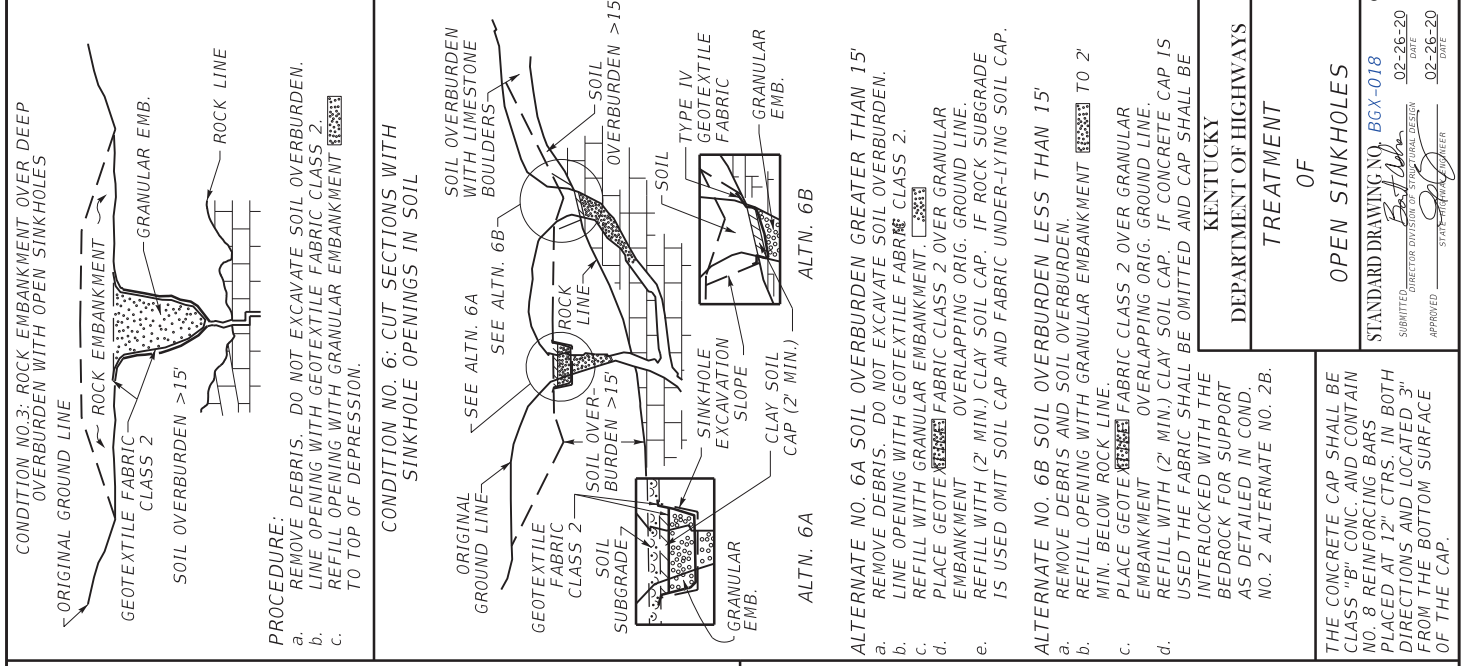 CONDITION NO.3: ROCK EMBANKMENT OVER DEEP
OVERBURDEN WITH OPEN SINKHOLES
ORIGINAL GROUND LINE
ROCK EMBANKMENT
GEOTEXTILE FABRIC
CLASS 2
GRANULAR EMB.
SOIL OVERBURDEN >15'
ROCK LINE
PROCEDURE:
a. REMOVE DEBRIS. DO NOT EXCAVATE SOIL OVERBURDEN.
b. LINE OPENING WITH GEOTEXTILE FABRIC CLASS 2.
c. REFILL OPENING WITH GRANULAR EMBANKMENT
TO TOP OF DEPRESSION.
CONDITION NO. 6: CUT SECTIONS WITH
SINKHOLE OPENINGS IN SOIL
ORIGINAL
GROUND LINE
SEE ALTN. 6A
SEE ALTN. 6B
SOIL OVERBURDEN
WITH LIMESTONE
BOULDERS
GEOTEXTILE
FABRIC
CLASS 2
SOIL OVER-
BURDEN >15'
ROCK
LINE
SOIL
OVERBURDEN >15'
SOIL
SUBGRADE
GRANULAR
EMB.
SINKHOLE
EXCAVATION
SLOPE
CLAY SOIL
CAP (2' MIN.)
SOIL
TYPE IV
GEOTEXTILE
FABRIC
GRANULAR
EMB.
ALTN. 6A
ALTN. 6B
ALTERNATE NO. 6A SOIL OVERBURDEN GREATER THAN 15'
a. REMOVE DEBRIS. DO NOT EXCAVATE SOIL OVERBURDEN.
b. LINE OPENING WITH GEOTEXTILE FABRIC CLASS 2.
c. REFILL WITH GRANULAR EMBANKMENT.
d. PLACE GEOTEXTILE FABRIC CLASS 2 OVER GRANULAR
EMBANKMENT OVERLAPPING ORIG. GROUND LINE.
e. REFILL WITH (2' MIN.) CLAY SOIL CAP. IF ROCK SUBGRADE
IS USED OMIT SOIL CAP AND FABRIC UNDER-LYING SOIL CAP.
ALTERNATE NO. 6B SOIL OVERBURDEN LESS THAN 15'
a. REMOVE DEBRIS AND SOIL OVERBURDEN.
b. REFILL OPENING WITH GRANULAR EMBANKMENT TO 2'
MIN. BELOW ROCK LINE.
c. PLACE GEOTEXTILE FABRIC CLASS 2 OVER GRANULAR
EMBANKMENT OVERLAPPING ORIG. GROUND LINE.
d. REFILL WITH (2' MIN.) CLAY SOIL CAP. IF CONCRETE CAP IS
USED THE FABRIC SHALL BE OMITTED AND CAP SHALL BE
INTERLOCKED WITH THE
BEDROCK FOR SUPPORT
AS DETAILED IN COND.
NO. 2 ALTERNATE NO. 2B.
THE CONCRETE CAP SHALL BE
CLASS "B" CONC. AND CONTAIN
NO. 8 REINFORCING BARS
PLACED AT 12" CTRS. IN BOTH
DIRECTIONS AND LOCATED 3"
FROM THE BOTTOM SURFACE
OF THE CAP.
KENTUCKY
DEPARTMENT OF HIGHWAYS
TREATMENT
OF
OPEN SINKHOLES
STANDARD DRAWING NO. BGX-018
SUBMITTED 02-26-20
DIRECTOR DIVISION OF STRUCTURAL DESIGN DATE
APPROVED 02-26-20
STATE HIGHWAY ENGINEER DATE